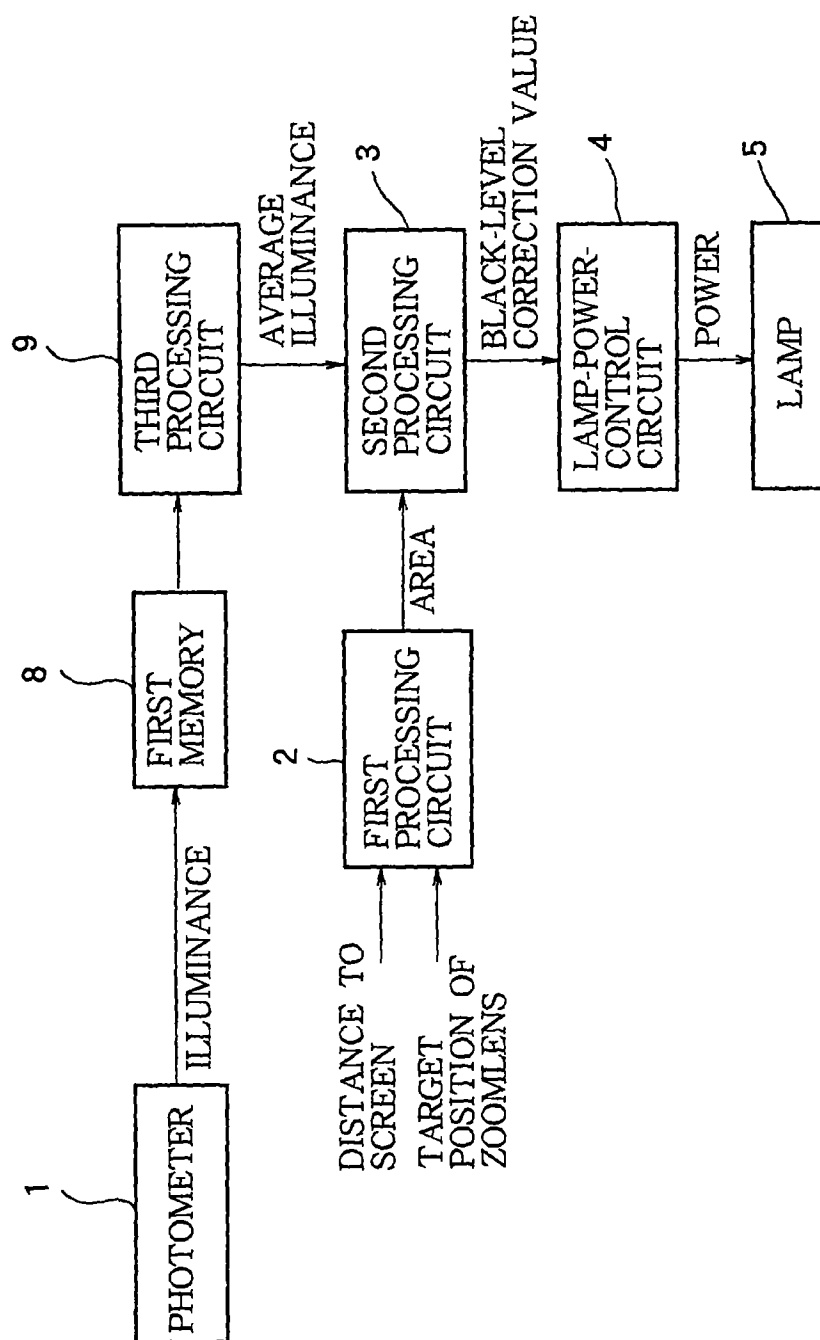 1
PHOTOMETER
ILLUMINANCE
8
FIRST
MEMORY
9
THIRD
PROCESSING
CIRCUIT
AVERAGE
ILLUMINANCE
DISTANCE TO
SCREEN
TARGET
POSITION OF
ZOOMLENS
2
FIRST
PROCESSING
CIRCUIT
AREA
3
SECOND
PROCESSING
CIRCUIT
BLACK-LEVEL
CORRECTION VALUE
4
LAMP-POWER-
CONTROL
CIRCUIT
POWER
5
LAMP